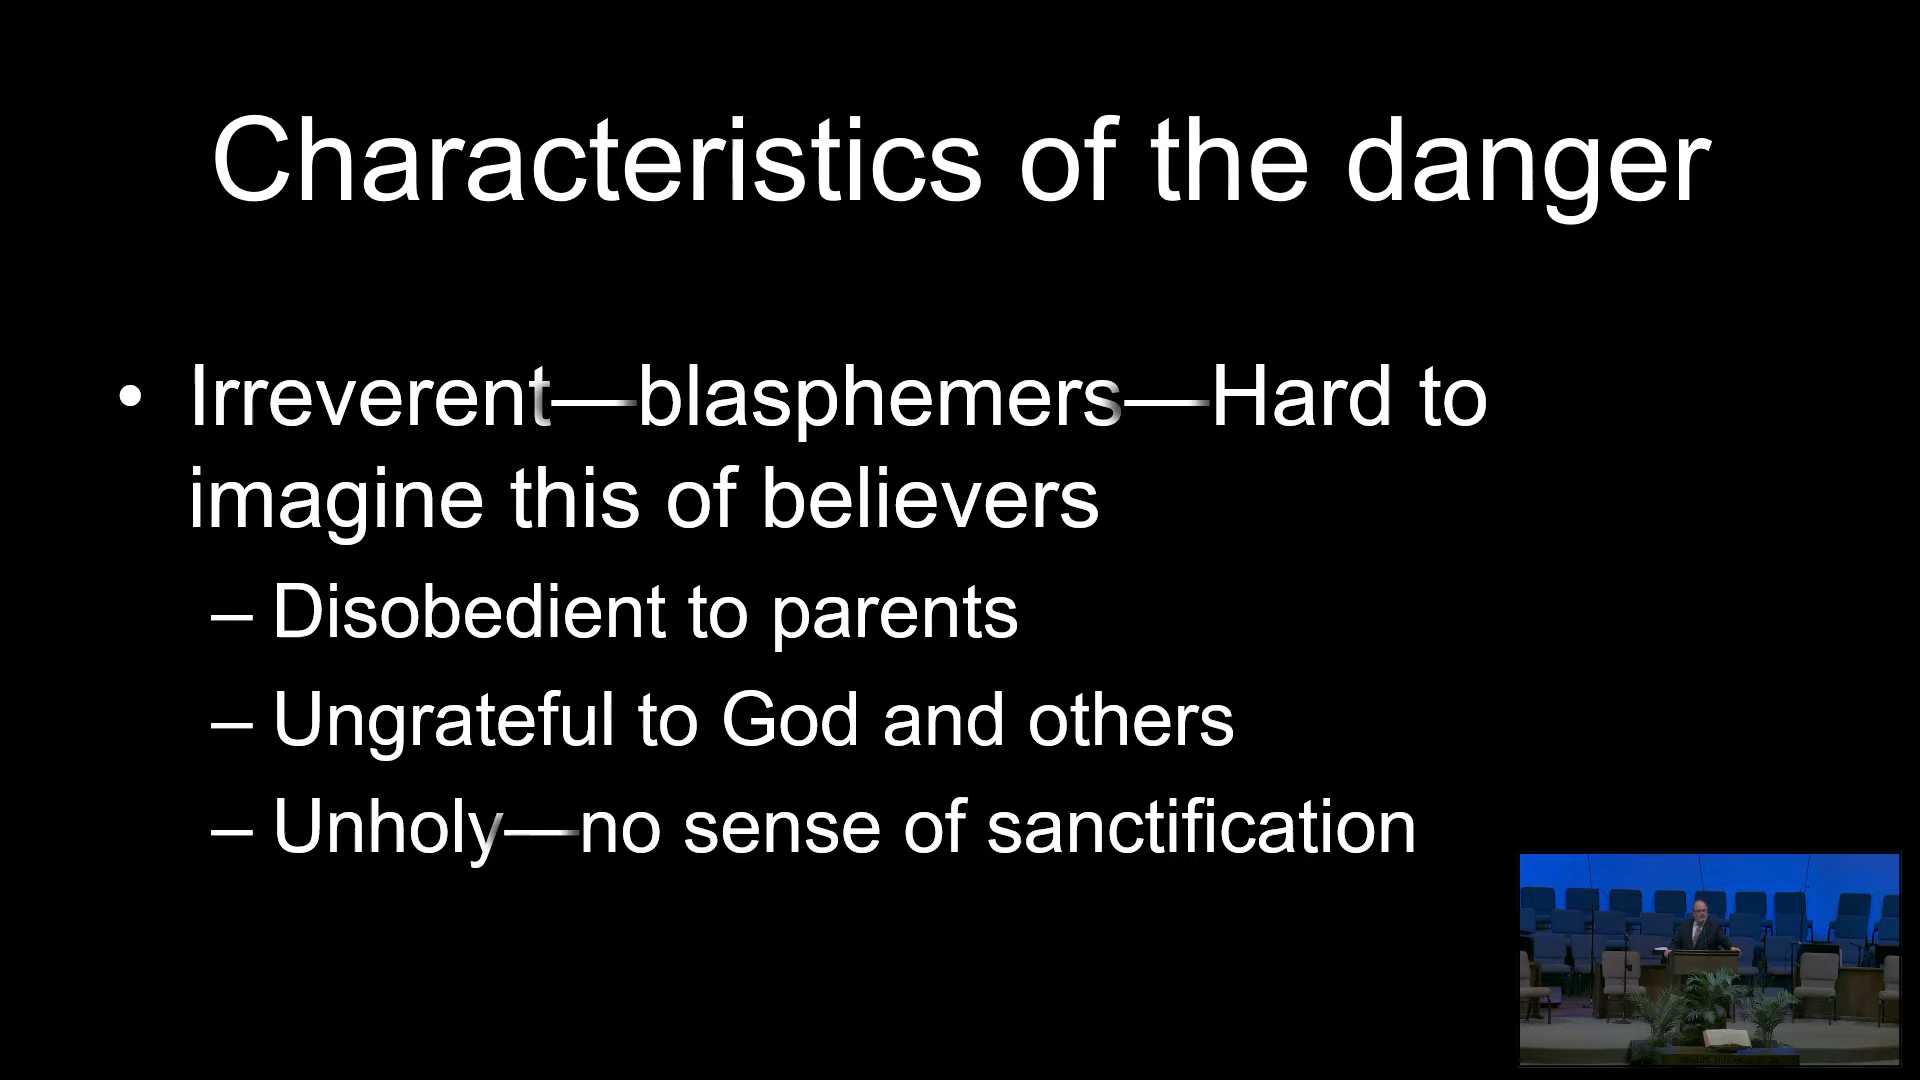 Characteristics of the danger
• Irreverent—blasphemers—Hard to
imagine this of believers
– Disobedient to parents
– Ungrateful to God and others
– Unholy—no sense of sanctification